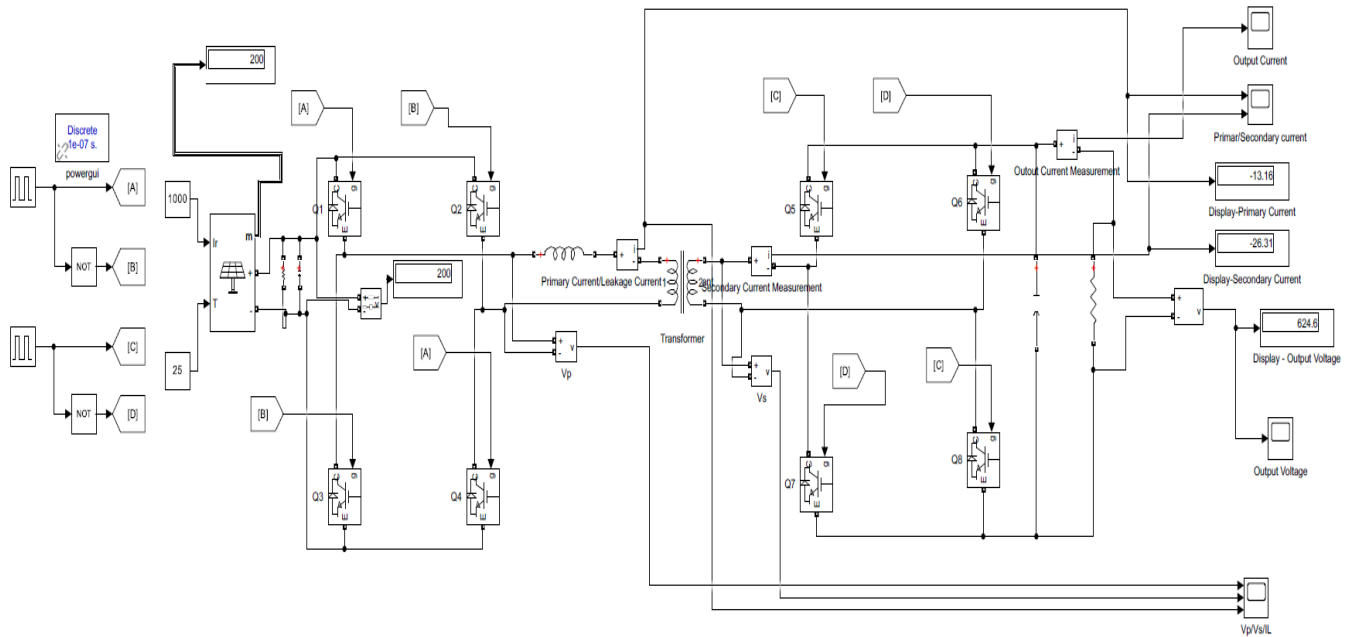 Output Current
200
[A]
[B]
[C]
[D]
Discrete
1e-07 s.
powergui
[A]
1000
Primar/Secondary current
Outout Current Measurement
Q1
Q2
Q5
Q6
-13.16
Display-Primary Current
NOT
[B]
Ir
m
+
T
-
200
Primary Current/Leakage Current
Secondary Current Measurement
-26.31
Display-Secondary Current
[C]
25
[A]
Vp
Transformer
Vs
[D]
[C]
624.6
Display - Output Voltage
NOT
[D]
[B]
Q3
Q4
Q7
Q8
Output Voltage
Vp/Vs/IL